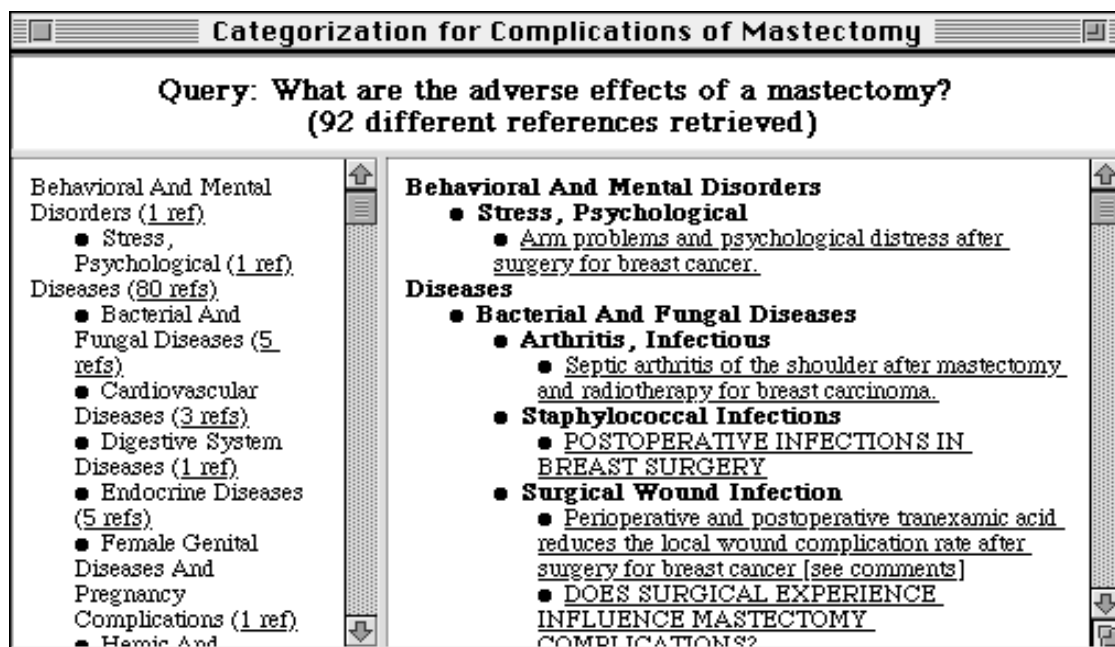 Categorization for Complications of Mastectomy
Query: What are the adverse effects of a mastectomy?
(92 different references retrieved)
Behavioral And Mental
Disorders (1 ref)
● Stress,
Psychological (1 ref)
Diseases (80 refs)
● Bacterial And
Fungal Diseases (5
refs)
● Cardiovascular
Diseases (3 refs)
● Digestive System
Diseases (1 ref)
● Endocrine Diseases
(5 refs)
● Female Genital
Diseases And
Pregnancy
Complications (1 ref)
● Hemic And
Behavioral And Mental Disorders
● Stress, Psychological
● Arm problems and psychological distress after
surgery for breast cancer.
Diseases
● Bacterial And Fungal Diseases
● Arthritis, Infectious
● Septic arthritis of the shoulder after mastectomy
and radiotherapy for breast carcinoma.
● Staphylococcal Infections
● POSTOPERATIVE INFECTIONS IN
BREAST SURGERY
● Surgical Wound Infection
● Perioperative and postoperative tranexamic acid
reduces the local wound complication rate after
surgery for breast cancer [see comments]
● DOES SURGICAL EXPERIENCE
INFLUENCE MASTECTOMY
COMPLICATIONS?